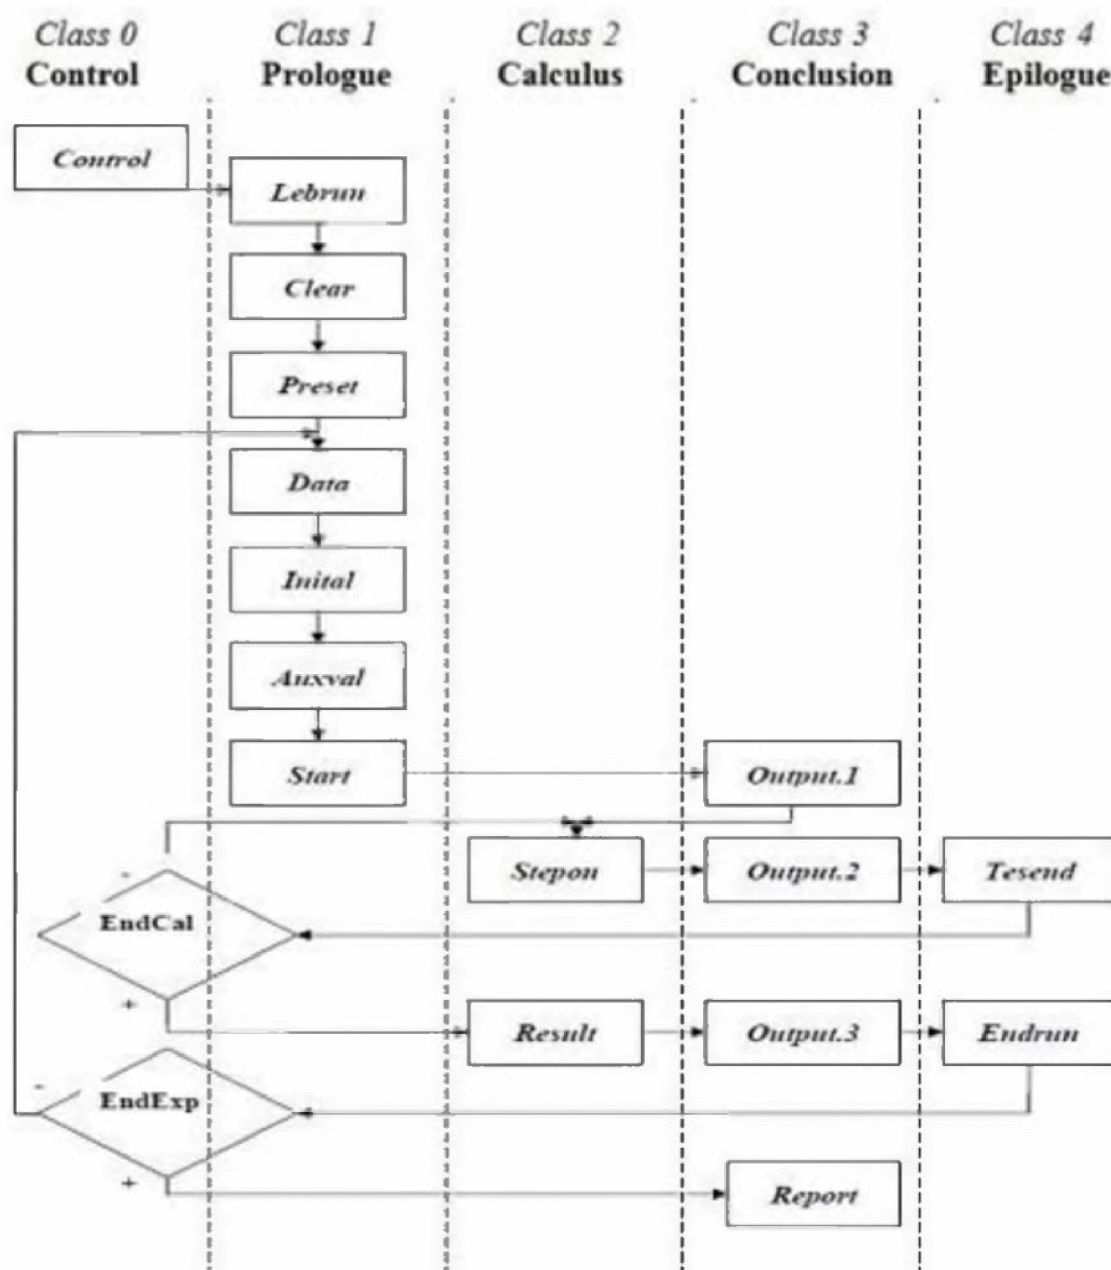 Class 0 Class 1 Class 2 Class 3 Class 4
Control Prologue Calculus Conclusion Epilogue
Control
Lebrun
Clear
Preset
Data
Inital
Auxval
Start Output.1
Stepon Output.2 Tesend
-
EndCal
+
Result Output.3 Endrun
-
EndExp
+
Report